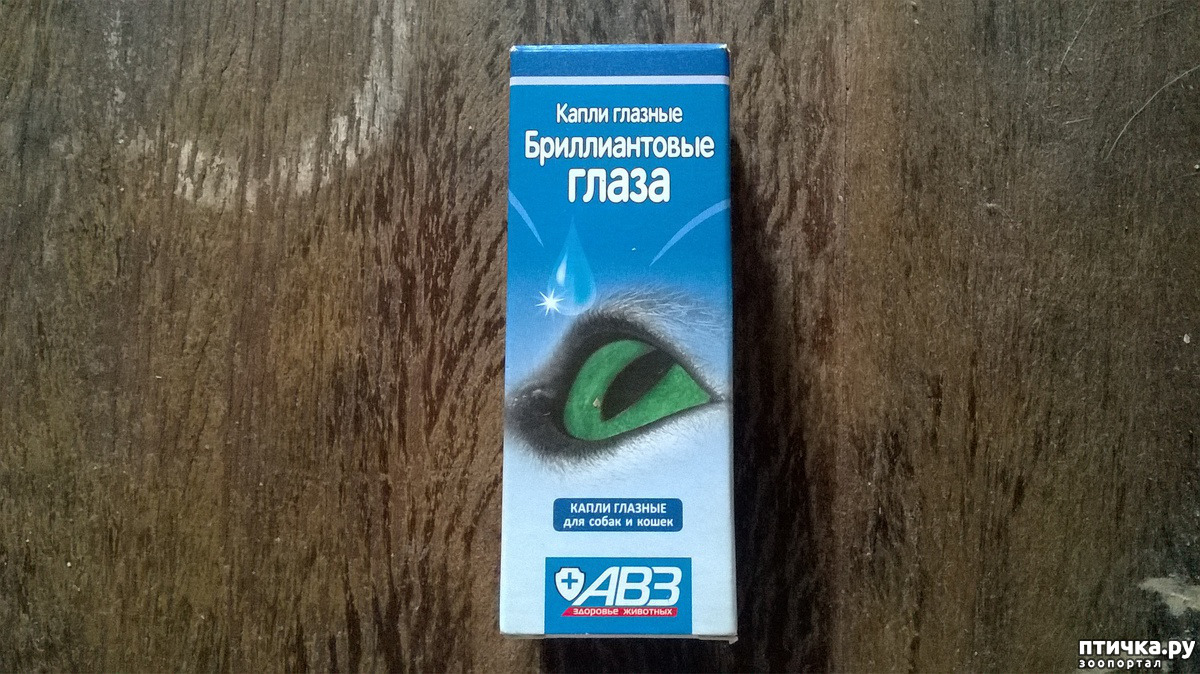 Капли глазные
Бриллиантовые
глаза
КАПЛИ ГЛАЗНЫЕ
для собак и кошек
АВЗ
здоровье животных
птичка.ру
зоопортал